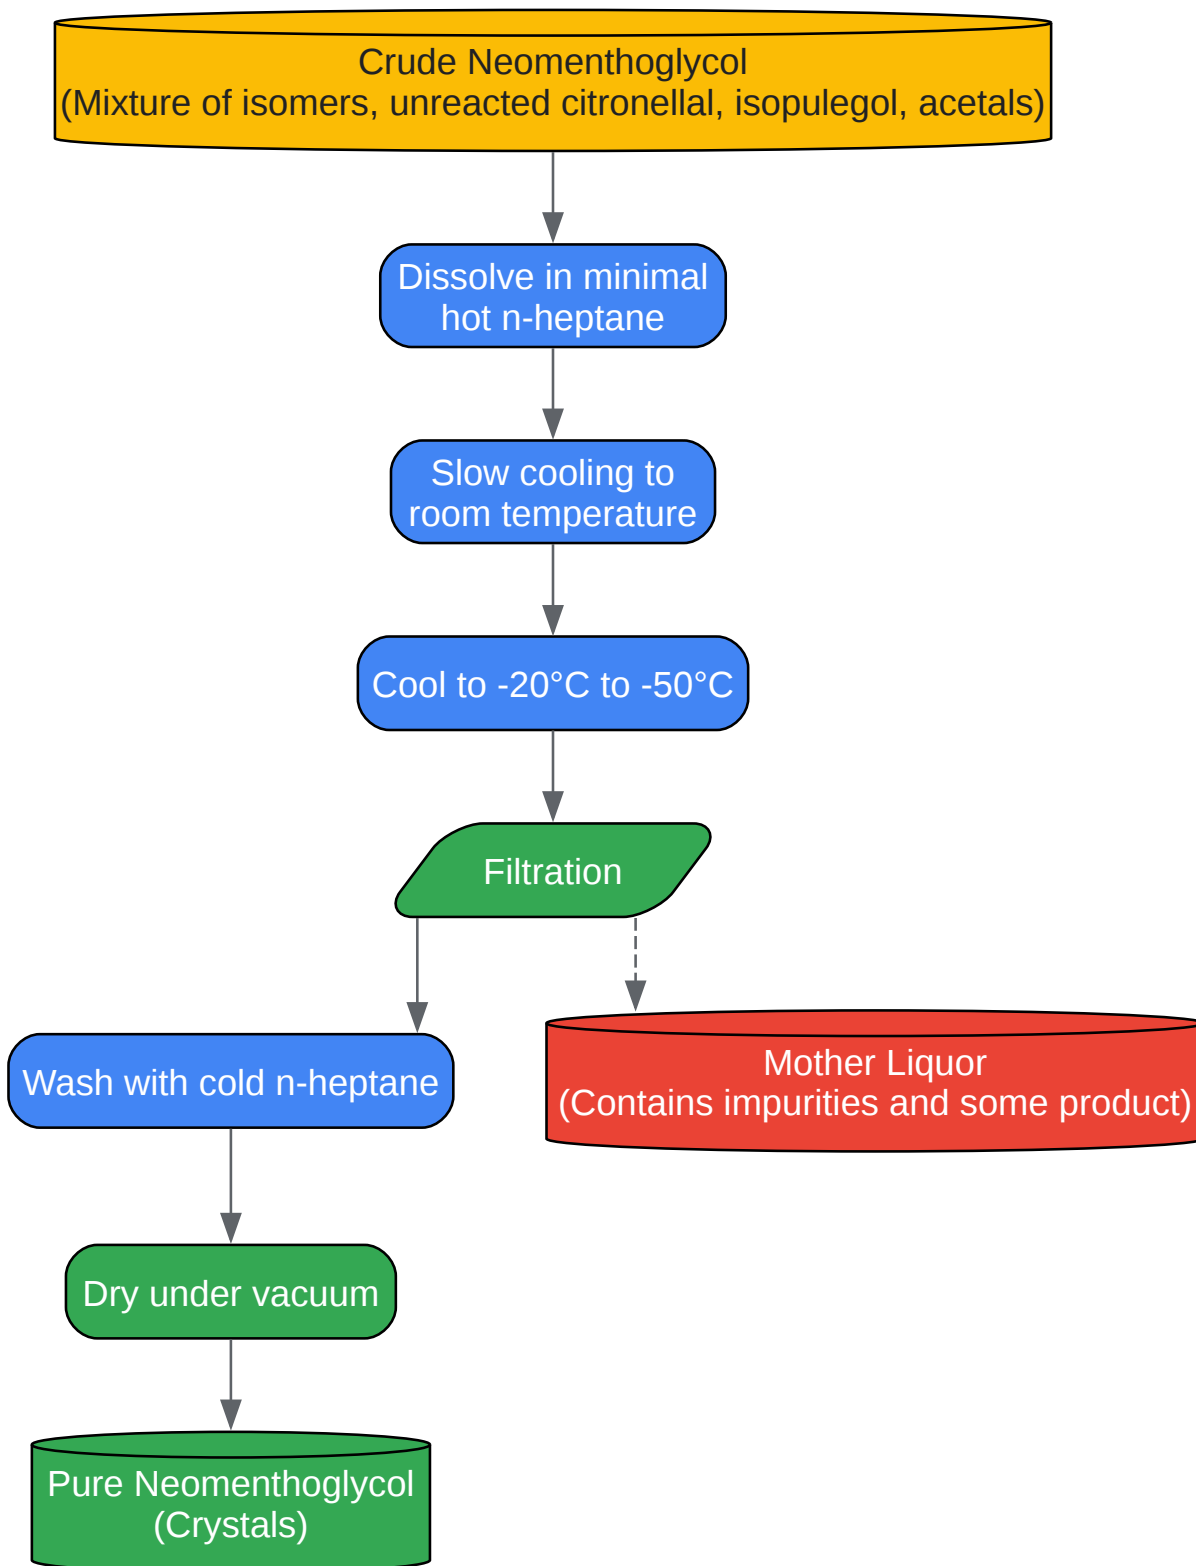 Crude Neomenthoglycol
(Mixture of isomers, unreacted citronellal, isopulegol, acetals)
Dissolve in minimal
hot n-heptane
Slow cooling to
room temperature
Cool to -20°C to -50°C
Filtration
Wash with cold n-heptane
Mother Liquor
(Contains impurities and some product)
Dry under vacuum
Pure Neomenthoglycol
(Crystals)